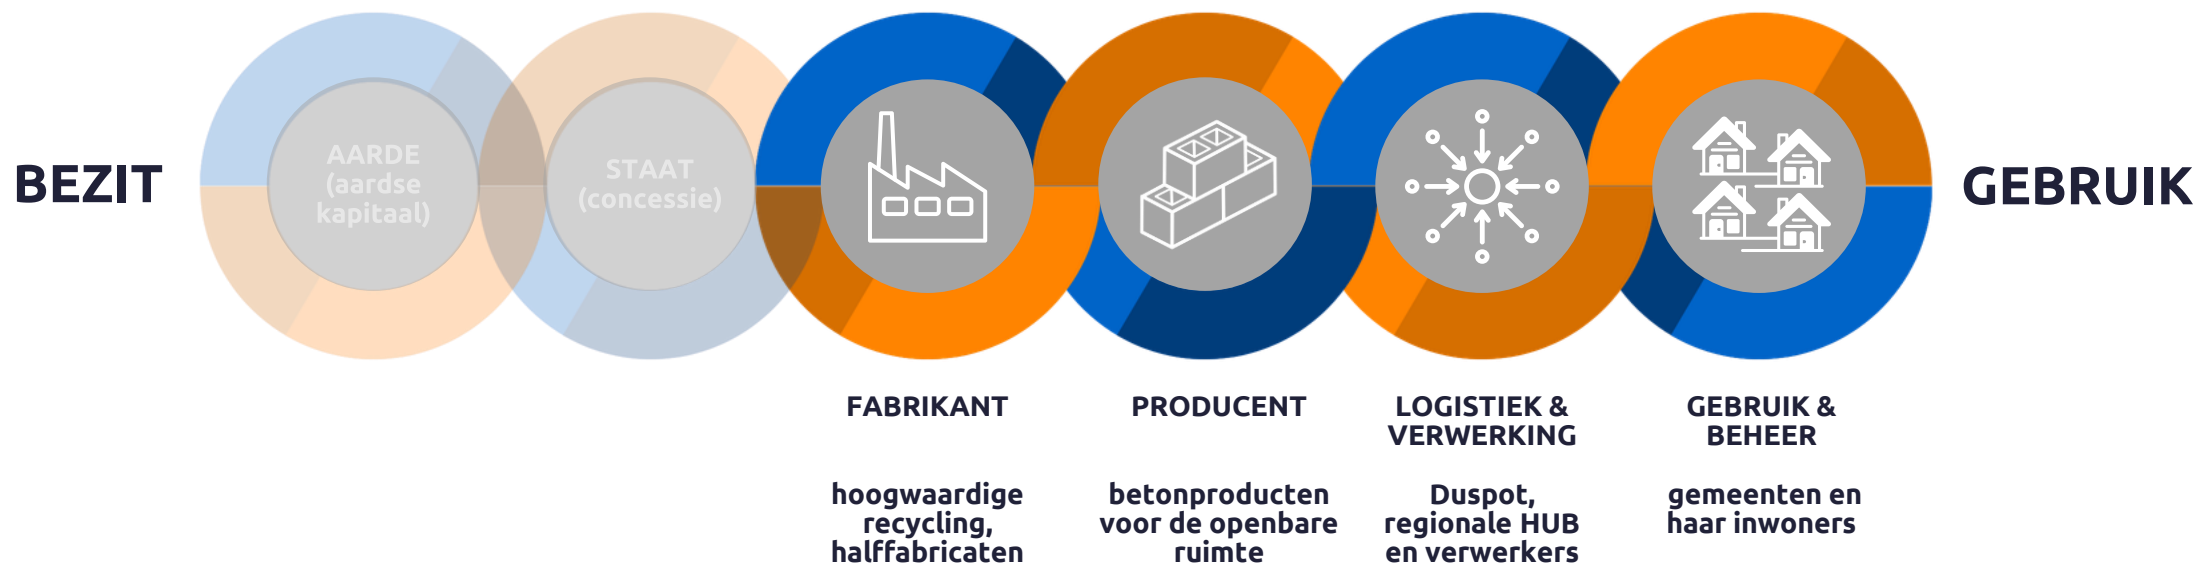 BEZIT
AARDE
(aardse
kapitaal)
STAAT
(concessie)
GEBRUIK
FABRIKANT
hoogwaardige
recycling,
halffabricaten
PRODUCENT
betonproducten
voor de openbare
ruimte
LOGISTIEK &
VERWERKING
Duspot,
regionale HUB
en verwerkers
GEBRUIK &
BEHEER
gemeenten en
haar inwoners